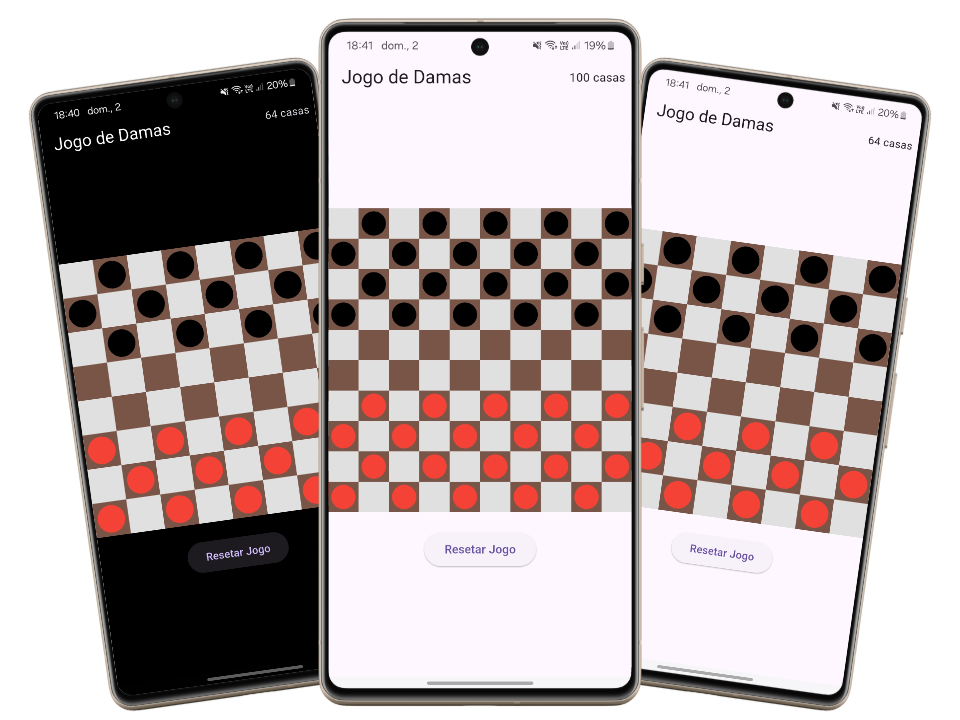 18:40 dom., 2 20%
Jogo de Damas 64 casas
Resetar Jogo
18:41 dom., 2 19%
Jogo de Damas 100 casas
Resetar Jogo
18:41 dom., 2 20%
Jogo de Damas 64 casas
Resetar Jogo